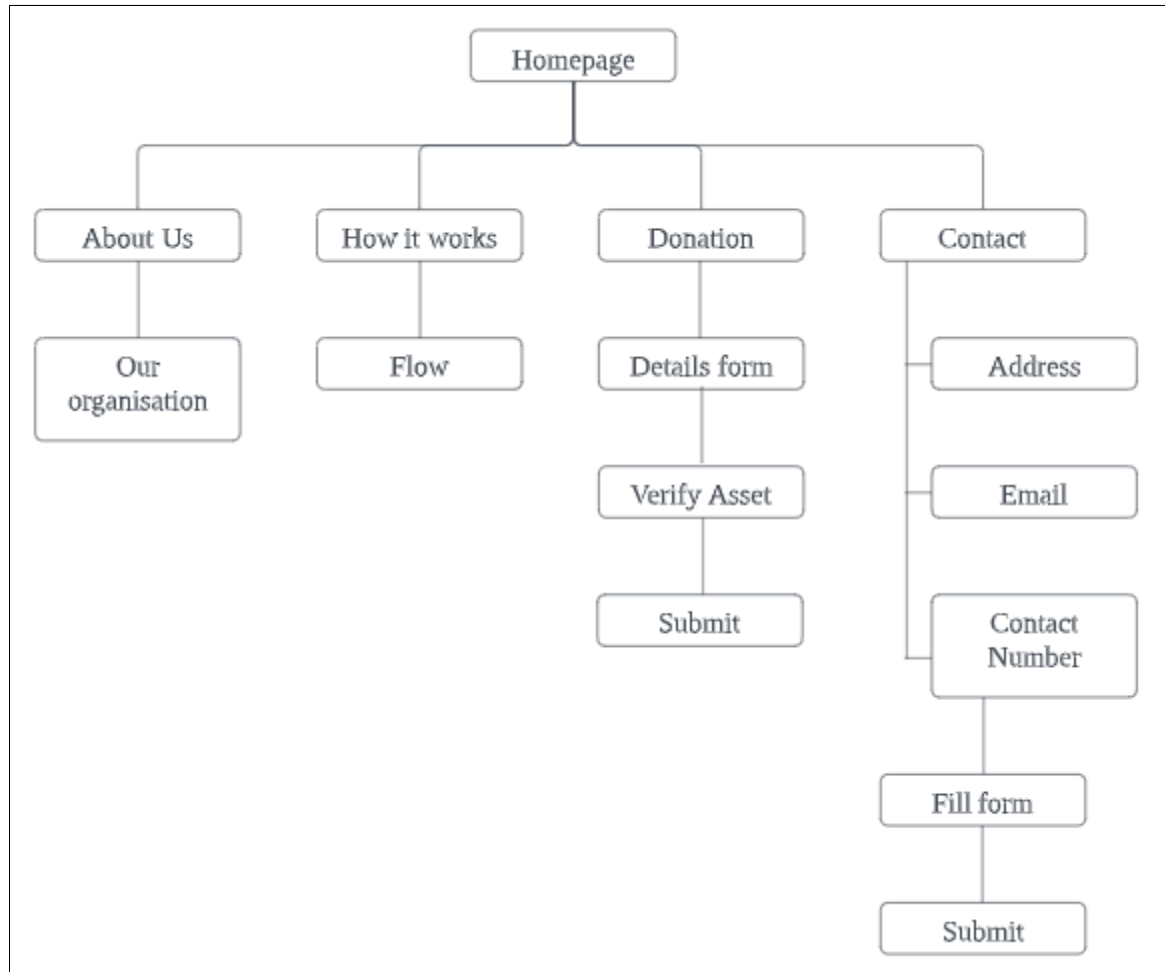 Homepage
About Us
How it works
Donation
Contact
Our
organisation
Flow
Details form
Address
Verify Asset
Email
Submit
Contact
Number
Fill form
Submit